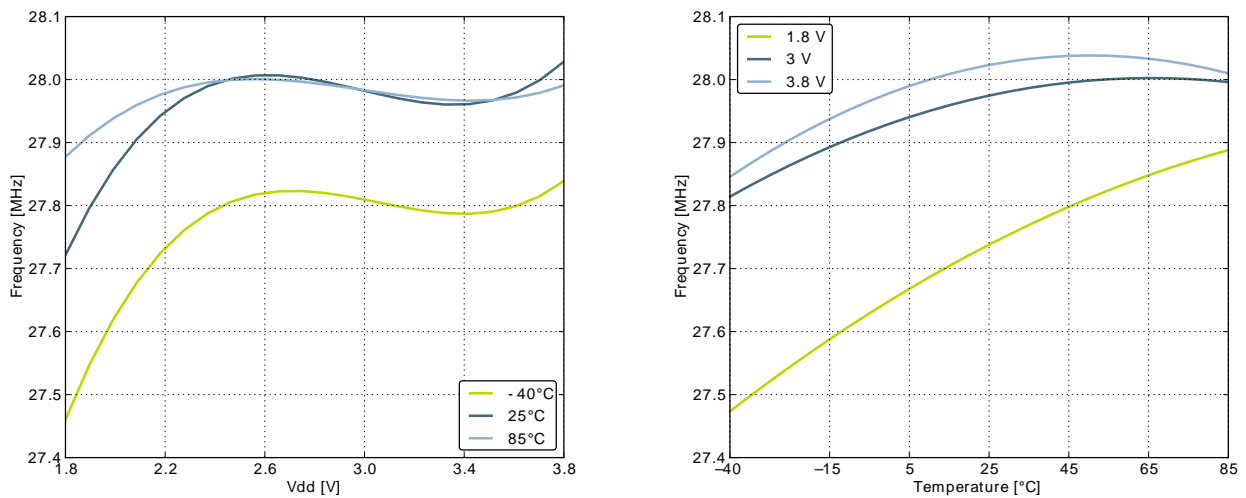 28.1
28.0
27.9
27.8
27.7
27.6
27.5
27.4
Frequency [MHz]
1.8 2.2 2.6 3.0 3.4 3.8
Vdd [V]
- 40°C
25°C
85°C
28.1
28.0
27.9
27.8
27.7
27.6
27.5
27.4
Frequency [MHz]
–40 –15 5 25 45 65 85
Temperature [°C]
1.8 V
3 V
3.8 V